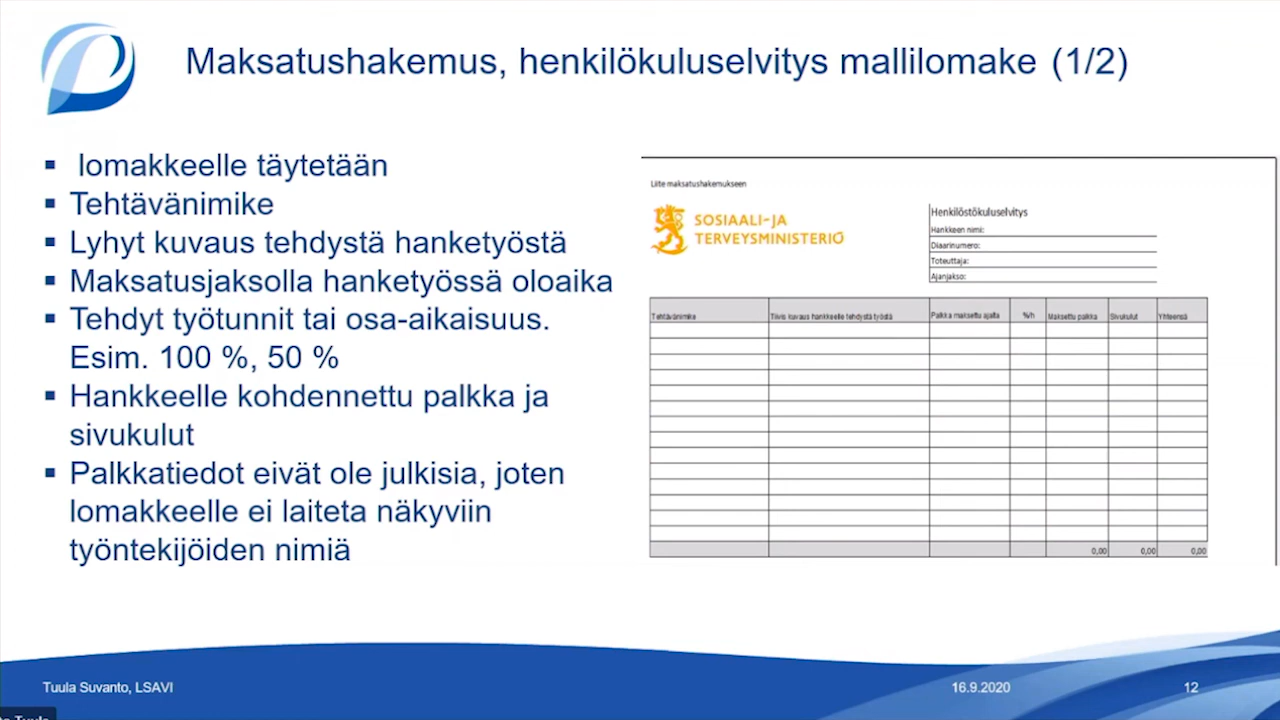 Maksatushakemus, henkilökuluselvitys mallilomake (1/2)
▪ lomakkeelle täytetään
▪ Tehtävänimike
▪ Lyhyt kuvaus tehdystä hanketyöstä
▪ Maksatusjaksolla hanketyössä oloaika
▪ Tehdyt työtunnit tai osa-aikaisuus.
Esim. 100 %, 50 %
▪ Hankkeelle kohdennettu palkka ja
sivukulut
▪ Palkkatiedot eivät ole julkisia, joten
lomakkeelle ei laiteta näkyviin
työntekijöiden nimiä
Liite maksatushakemukseen
SOSIAALI-JA
TERVEYSMINISTERIÖ
Henkilöstökuluselvitys
Hankkeen nimi:
Diaarinumero:
Toteuttaja:
Ajanjakso:
Tehtävänimike Tiivis kuvaus hankkeelle tehdystä työstä Palkka maksettu ajalta %/h Maksettu palkka Sivukulut Yhteensä
0,00 0,00 0,00
Tuula Suvanto, LSAVI 16.9.2020 12